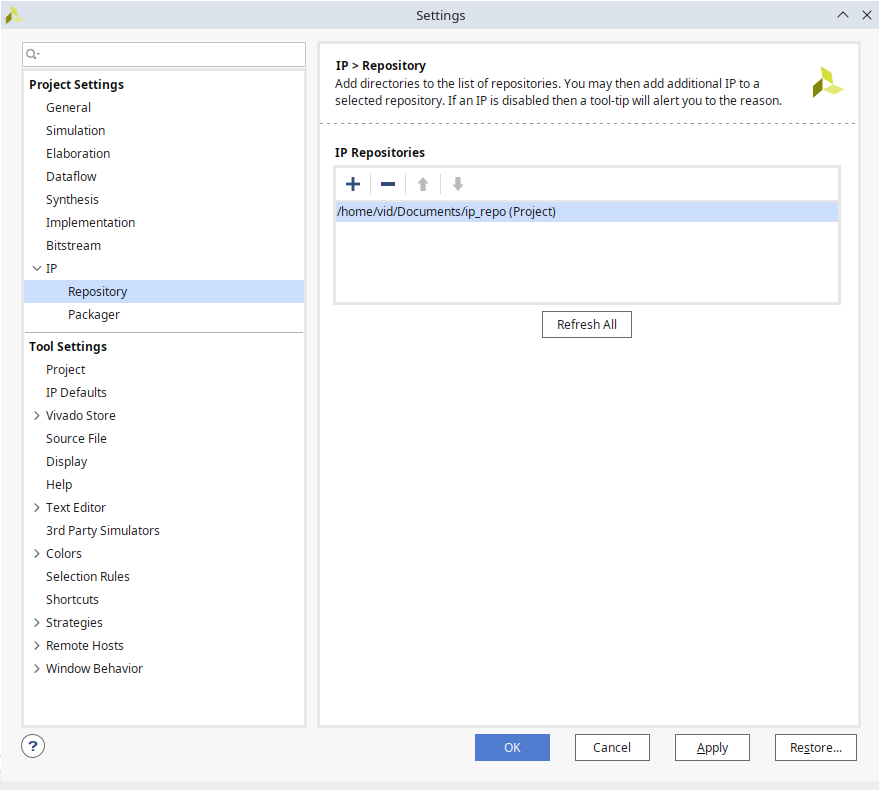 Settings
Project Settings
General
Simulation
Elaboration
Dataflow
Synthesis
Implementation
Bitstream
IP
Repository
Packager
Tool Settings
Project
IP Defaults
Vivado Store
Source File
Display
Help
Text Editor
3rd Party Simulators
Colors
Selection Rules
Shortcuts
Strategies
Remote Hosts
Window Behavior
IP > Repository
Add directories to the list of repositories. You may then add additional IP to a
selected repository. If an IP is disabled then a tool-tip will alert you to the reason.
IP Repositories
/home/vid/Documents/ip_repo (Project)
Refresh All
?
OK
Cancel
Apply
Restore...